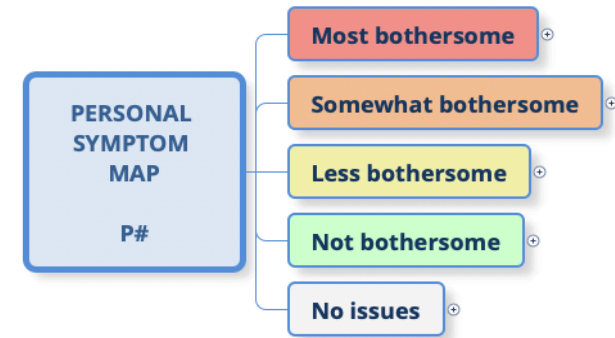 PERSONAL
SYMPTOM
MAP
P#
Most bothersome
Somewhat bothersome
Less bothersome
Not bothersome
No issues